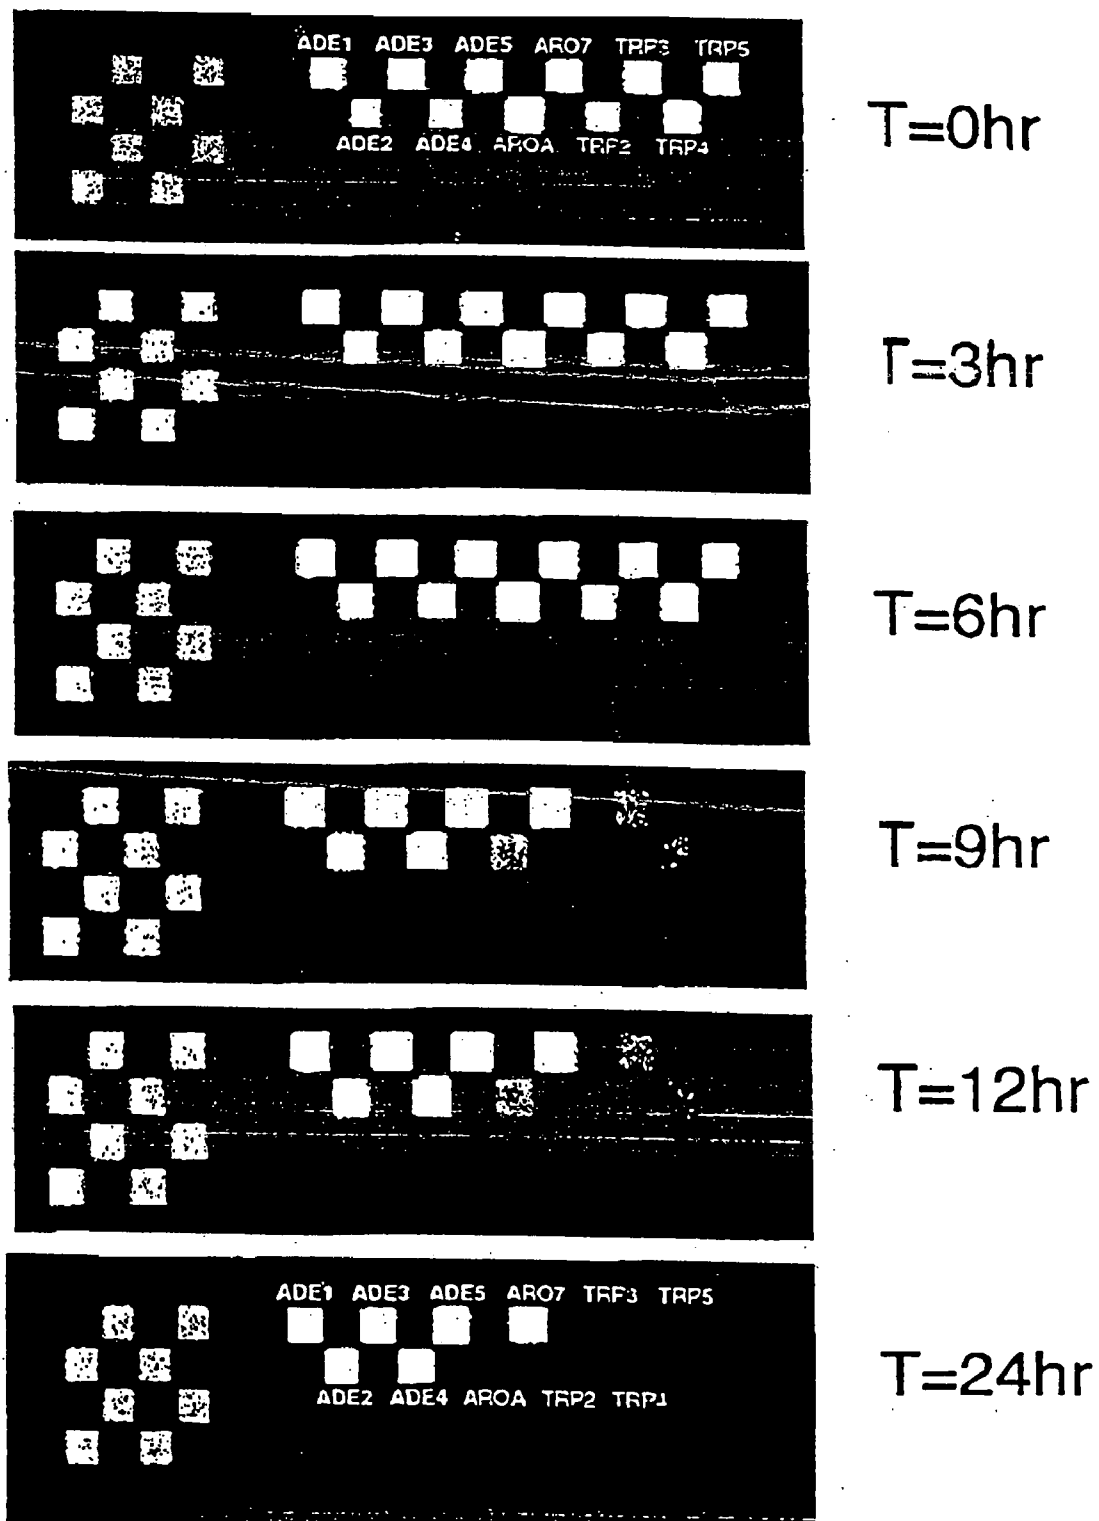 ADE1 ADE3 ADE5 ARO7 TRP3 TRP5
ADE2 ADE4 AROA TRP2 TRP4
T=0hr
T=3hr
T=6hr
T=9hr
T=12hr
ADE1 ADE3 ADE5 ARO7 TRP3 TRP5
ADE2 ADE4 AROA TRP2 TRP4
T=24hr